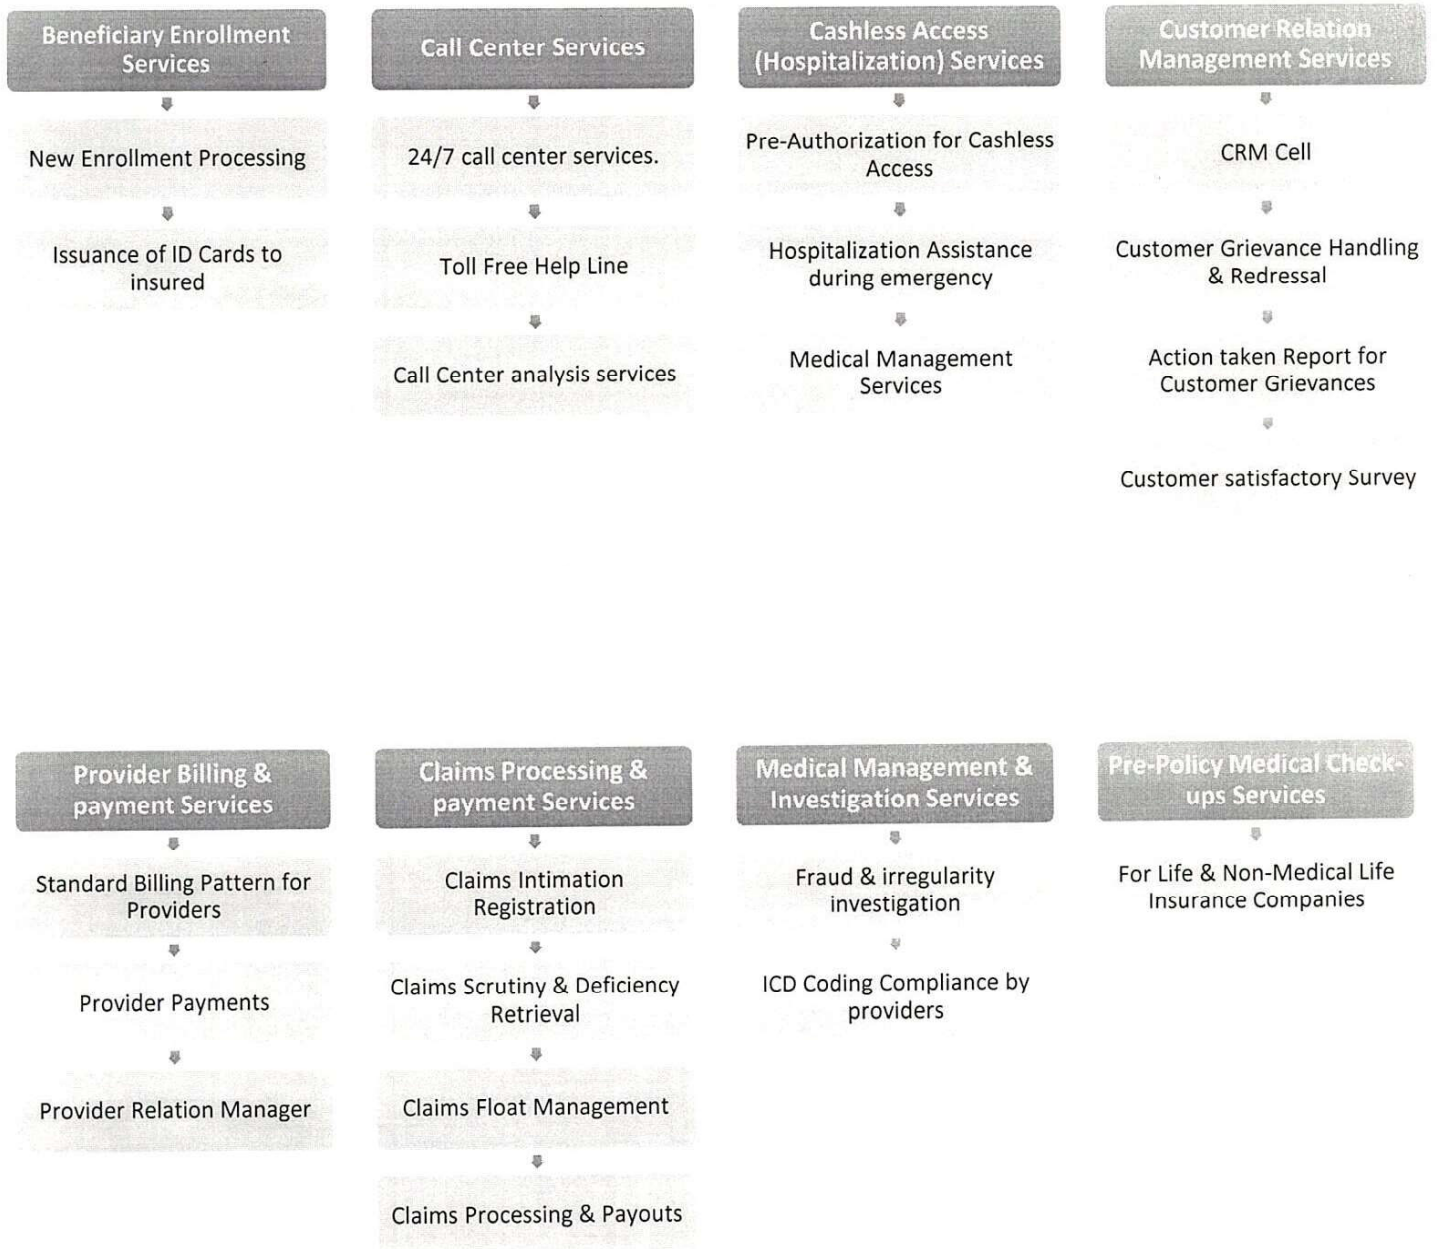 Beneficiary Enrollment
Services
New Enrollment Processing
Issuance of ID Cards to
insured
Call Center Services
24/7 call center services.
Toll Free Help Line
Call Center analysis services
Cashless Access
(Hospitalization) Services
Pre-Authorization for Cashless
Access
Hospitalization Assistance
during emergency
Medical Management
Services
Customer Relation
Management Services
CRM Cell
Customer Grievance Handling
& Redressal
Action taken Report for
Customer Grievances
Customer satisfactory Survey
Provider Billing &
payment Services
Standard Billing Pattern for
Providers
Provider Payments
Provider Relation Manager
Claims Processing &
payment Services
Claims Intimation
Registration
Claims Scrutiny & Deficiency
Retrieval
Claims Float Management
Claims Processing & Payouts
Medical Management &
Investigation Services
Fraud & irregularity
investigation
ICD Coding Compliance by
providers
Pre-Policy Medical Check-
ups Services
For Life & Non-Medical Life
Insurance Companies